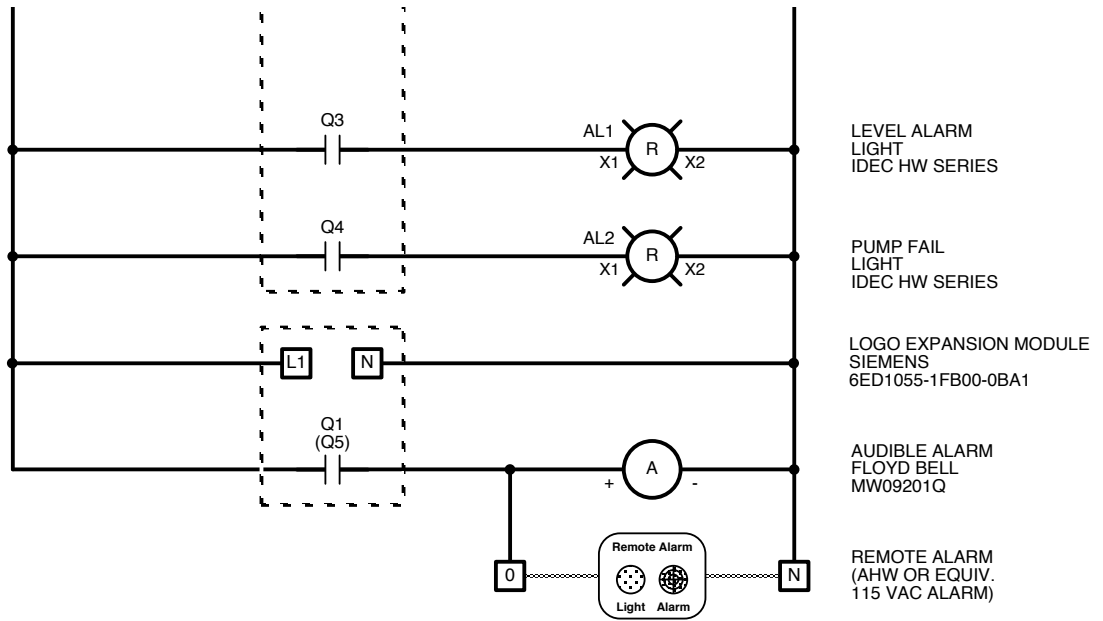 Q3
AL1
R
X1
X2
LEVEL ALARM
LIGHT
IDEC HW SERIES
Q4
AL2
R
X1
X2
PUMP FAIL
LIGHT
IDEC HW SERIES
L1
N
LOGO EXPANSION MODULE
SIEMENS
6ED1055-1FB00-0BA1
Q1
(Q5)
A
+
-
AUDIBLE ALARM
FLOYD BELL
MW09201Q
0
Remote Alarm
Light Alarm
N
REMOTE ALARM
(AHW OR EQUIV.
115 VAC ALARM)